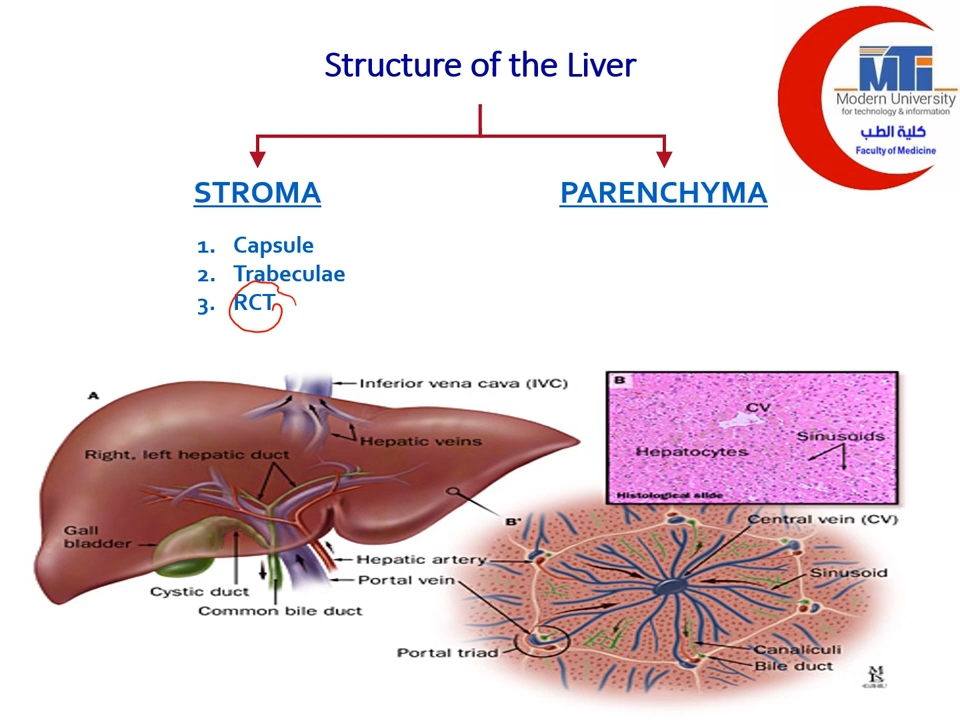 Structure of the Liver
MTi
Modern University
for technology & information
كلية الطب
Faculty of Medicine
STROMA
PARENCHYMA
1. Capsule
2. Trabeculae
3. RCT
A
Inferior vena cava (IVC)
Hepatic veins
Right, left hepatic duct
Gall
bladder
Cystic duct
Common bile duct
Hepatic artery
Portal vein
Portal triad
B
CV
Sinusoids
Hepatocytes
Histological slide
B'
Central vein (CV)
Sinusoid
Canaliculi
Bile duct